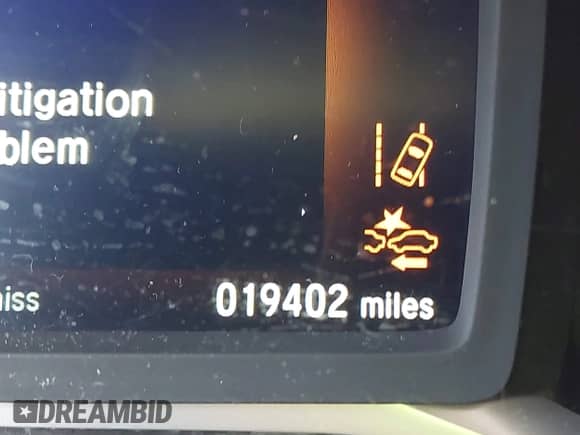 itigation
blem
iss
019402 miles
DREAMBID